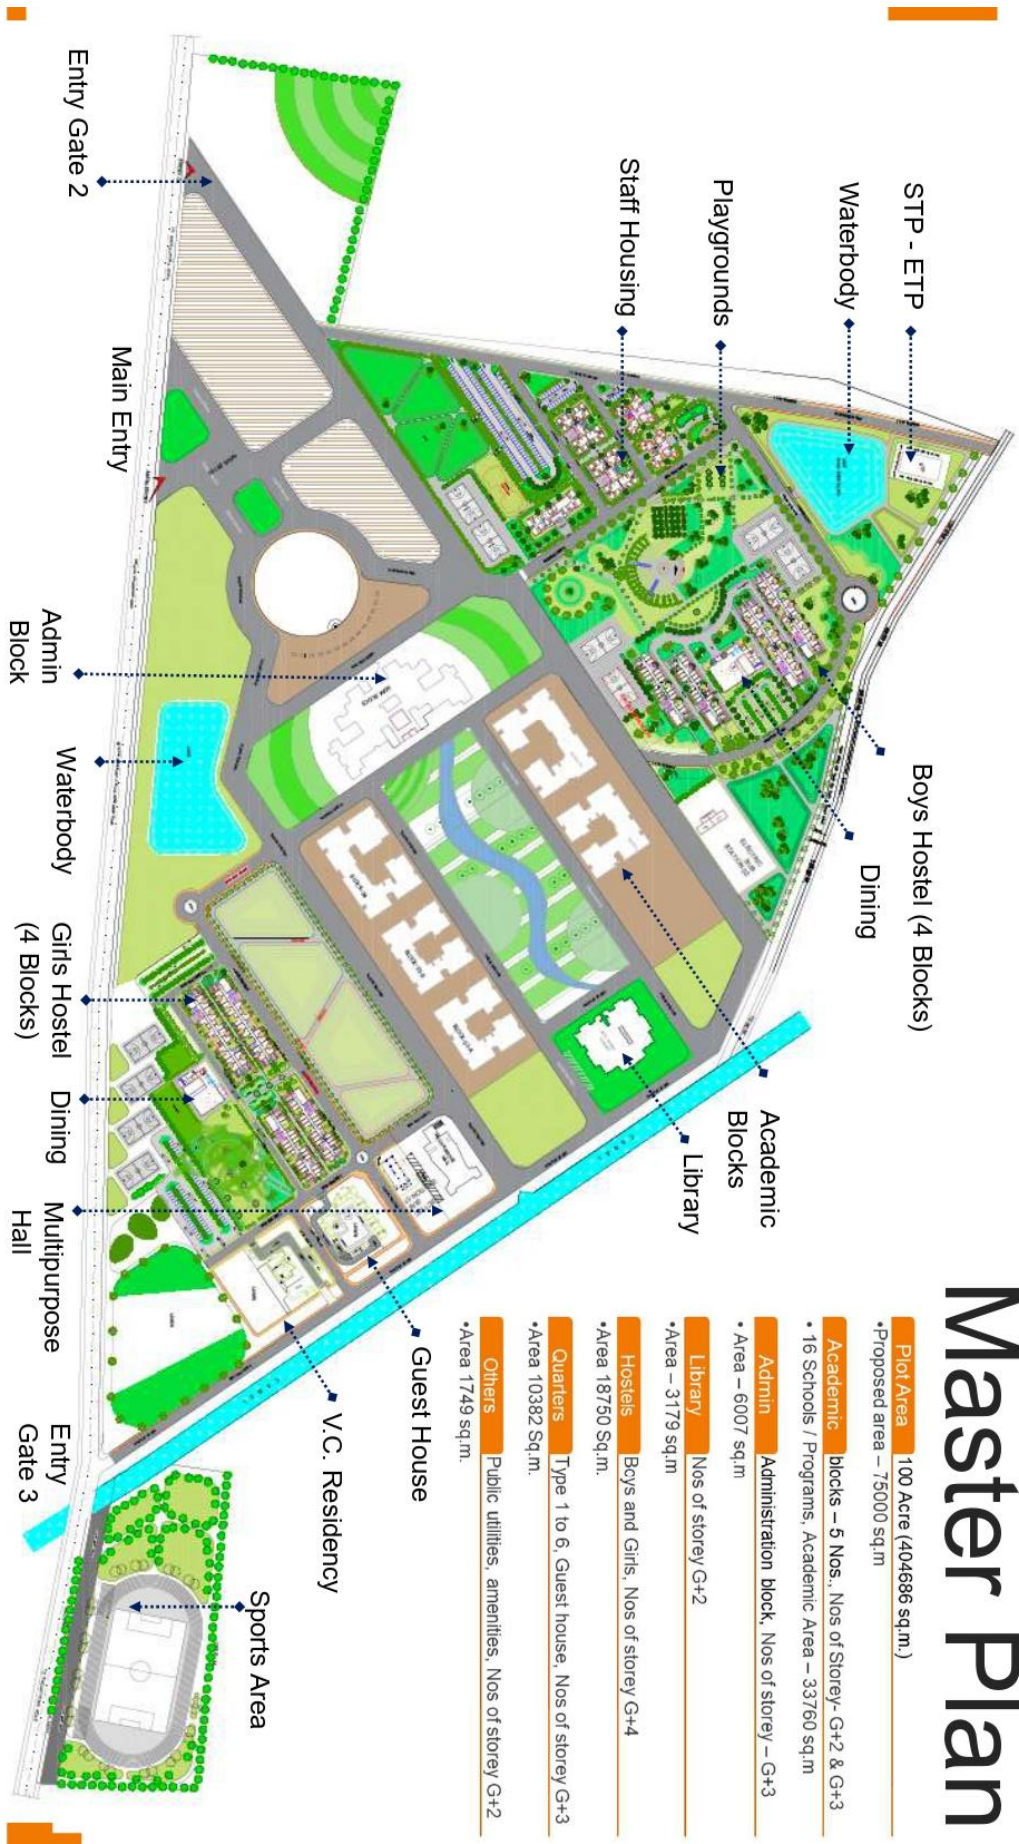 Master Plan
Plot Area
100 Acre (404686 sq.m.)
•Proposed area – 75000 sq.m
Academic
blocks – 5 Nos., Nos of Storey- G+2 & G+3
• 16 Schools / Programs, Academic Area – 33760 sq.m
Admin
Administration block, Nos of storey – G+3
• Area – 6007 sq.m
Library
Nos of storey G+2
•Area – 3179 sq.m
Hostels
Boys and Girls, Nos of storey G+4
•Area 18750 Sq.m.
Quarters
Type 1 to 6, Guest house, Nos of storey G+3
•Area 10382 Sq.m.
Others
Public utilities, amenities, Nos of storey G+2
•Area 1749 sq.m.
STP - ETP
Waterbody
Playgrounds
Staff Housing
Boys Hostel (4 Blocks)
Dining
Academic
Blocks
Library
Guest House
V.C. Residency
Sports Area
Entry Gate 2
Main Entry
Admin
Block
Waterbody
Girls Hostel
(4 Blocks)
Dining
Multipurpose
Hall
Entry
Gate 3